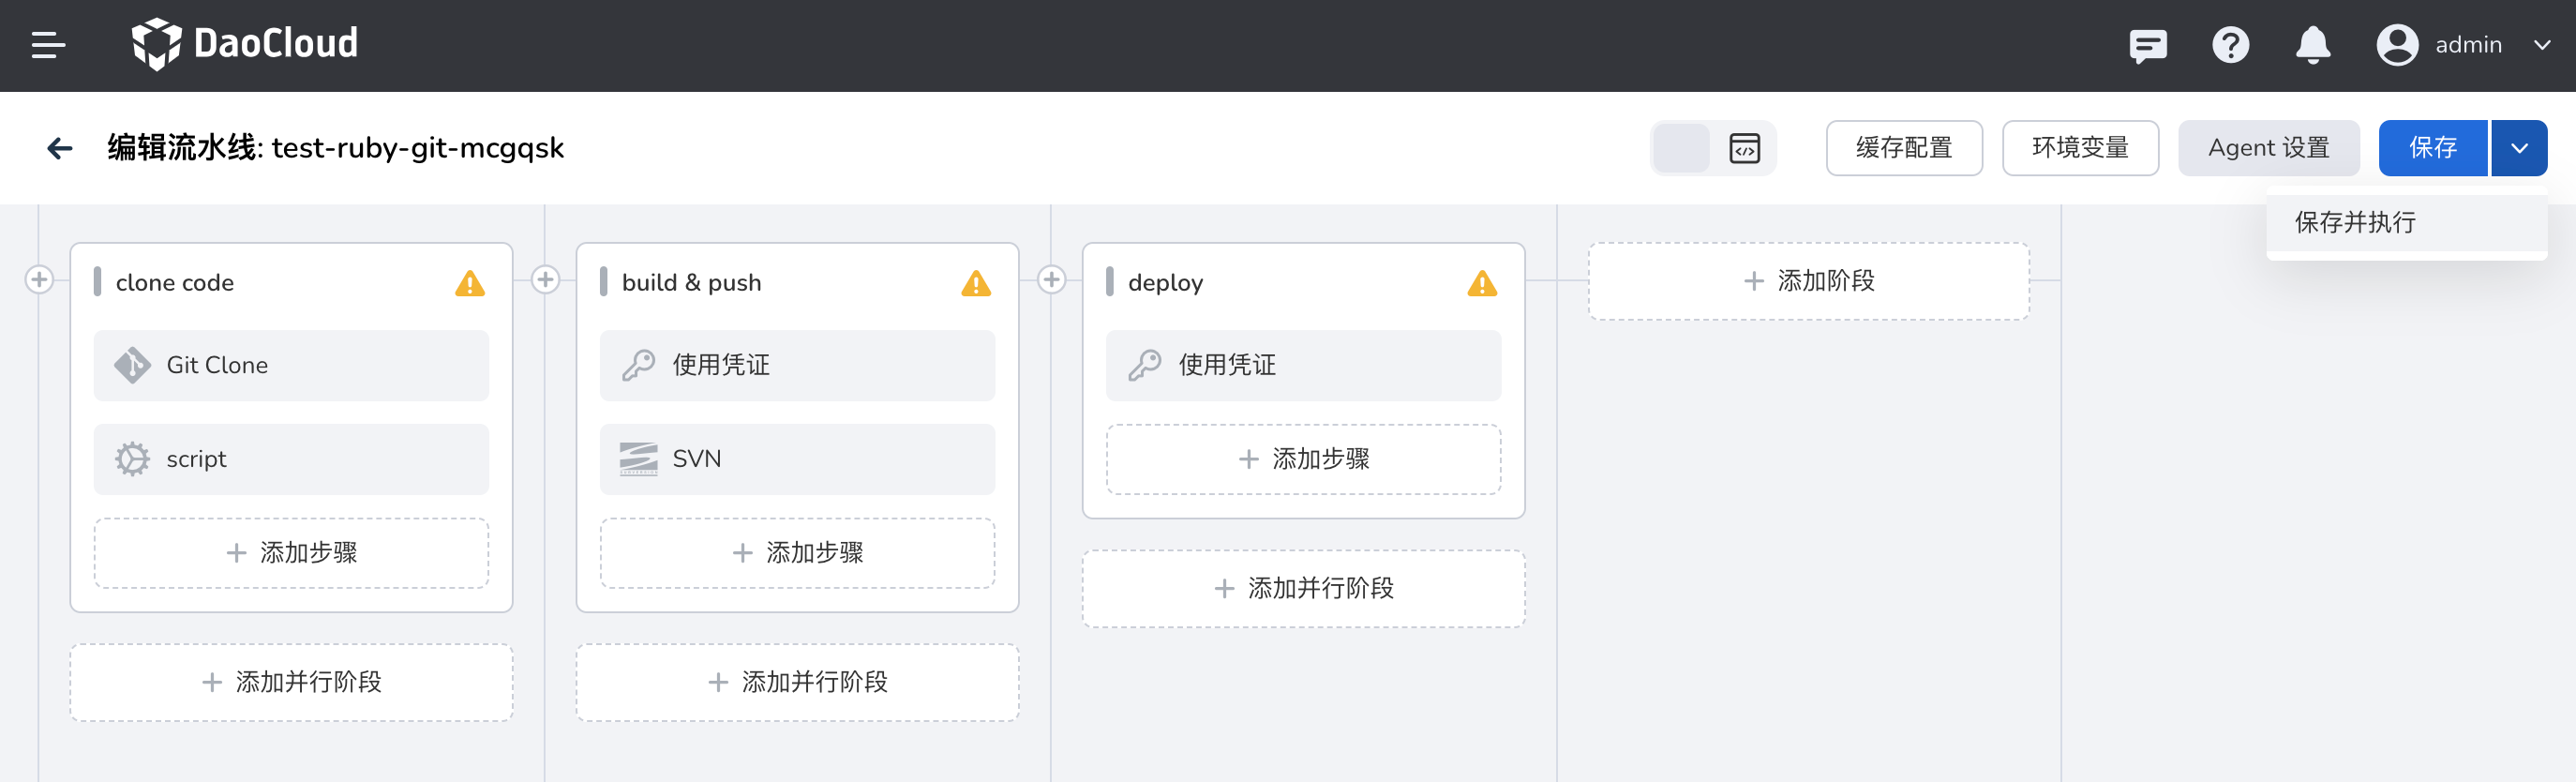 DaoCloud
admin
编辑流水线: test-ruby-git-mcgqsk
缓存配置
环境变量
Agent 设置
保存
保存并执行
clone code
Git Clone
script
添加步骤
添加并行阶段
build & push
使用凭证
SVN
添加步骤
添加并行阶段
deploy
使用凭证
添加步骤
添加并行阶段
添加阶段